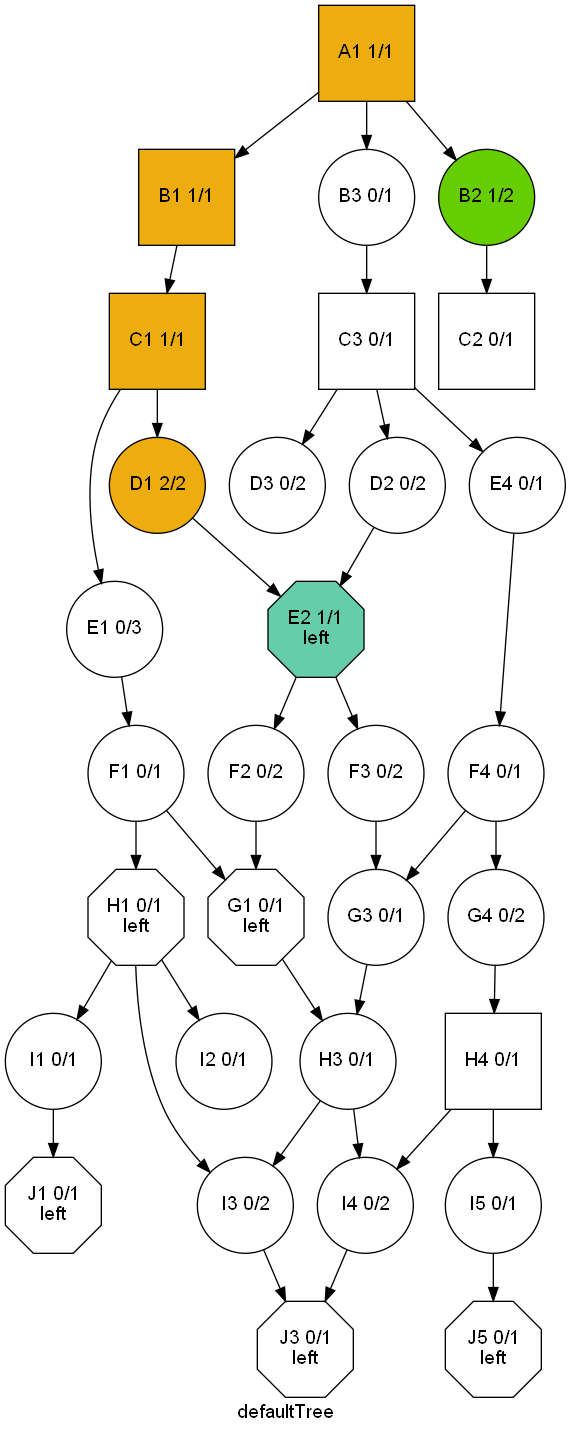 A1 1/1
B1 1/1
B3 0/1
B2 1/2
C1 1/1
C3 0/1
C2 0/1
D1 2/2
D3 0/2
D2 0/2
E4 0/1
E1 0/3
E2 1/1
left
F1 0/1
F2 0/2
F3 0/2
F4 0/1
H1 0/1
left
G1 0/1
left
G3 0/1
G4 0/2
I1 0/1
I2 0/1
H3 0/1
H4 0/1
J1 0/1
left
I3 0/2
I4 0/2
I5 0/1
J3 0/1
left
J5 0/1
left
defaultTree